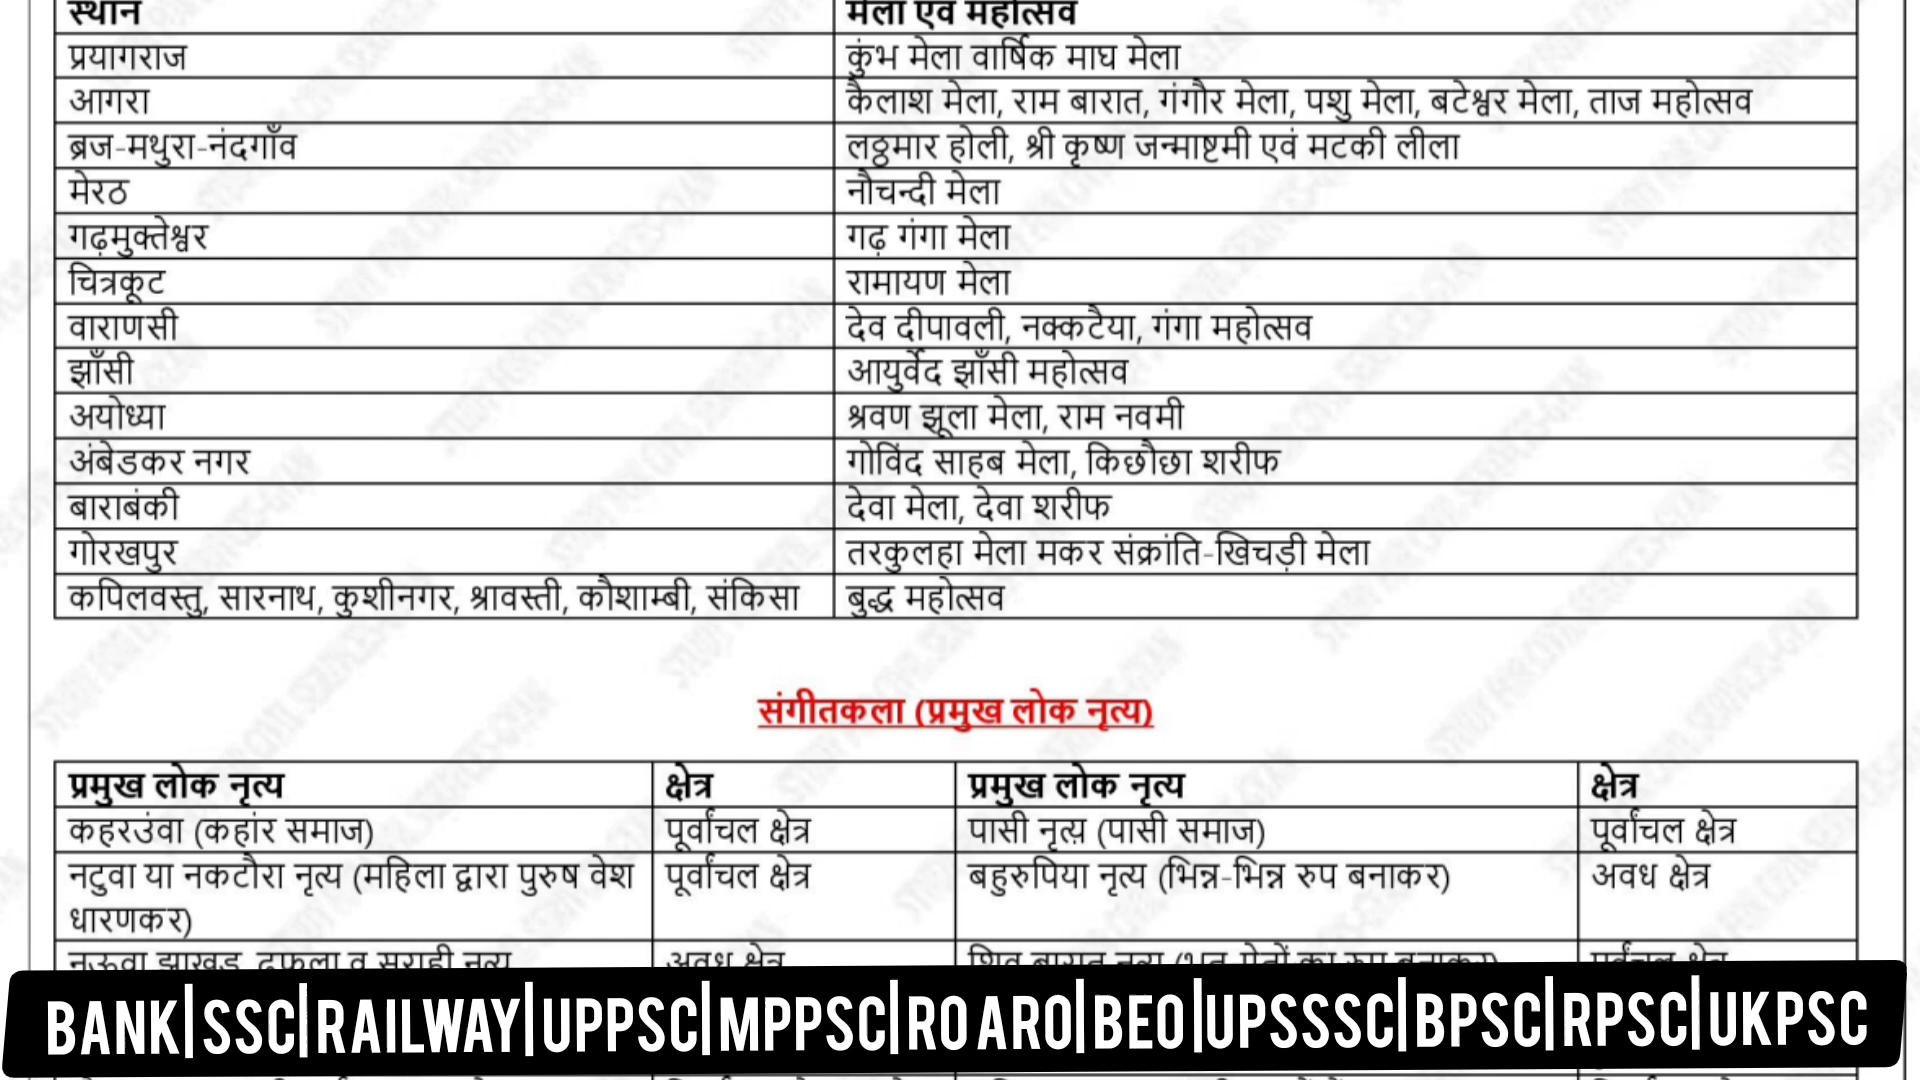 स्थान मेला एवं महोत्सव
प्रयागराज कुंभ मेला वार्षिक माघ मेला
आगरा कैलाश मेला, राम बारात, गंगौर मेला, पशु मेला, बटेश्वर मेला, ताज महोत्सव
ब्रज-मथुरा-नंदगाँव लठ्ठमार होली, श्री कृष्ण जन्माष्टमी एवं मटकी लीला
मेरठ नौचन्दी मेला
गढ़मुक्तेश्वर गढ़ गंगा मेला
चित्रकूट रामायण मेला
वाराणसी देव दीपावली, नक्कटैया, गंगा महोत्सव
झाँसी आयुर्वेद झाँसी महोत्सव
अयोध्या श्रवण झूला मेला, राम नवमी
अंबेडकर नगर गोविंद साहब मेला, किछौछा शरीफ
बाराबंकी देवा मेला, देवा शरीफ
गोरखपुर तरकुलहा मेला मकर संक्रांति-खिचड़ी मेला
कपिलवस्तु, सारनाथ, कुशीनगर, श्रावस्ती, कौशाम्बी, संकिसा बुद्ध महोत्सव
संगीतकला (प्रमुख लोक नृत्य)
प्रमुख लोक नृत्य क्षेत्र प्रमुख लोक नृत्य क्षेत्र
कहरउंवा (कहांर समाज) पूर्वांचल क्षेत्र पासी नृत्य़ (पासी समाज) पूर्वांचल क्षेत्र
नटुवा या नकटौरा नृत्य (महिला द्वारा पुरुष वेश पूर्वांचल क्षेत्र बहुरुपिया नृत्य (भिन्न-भिन्न रुप बनाकर) अवध क्षेत्र
धारणकर)
अवध क्षेत्र
BANK|SSC|RAILWAY|UPPSC|MPPSC|RO ARO|BEO|UPSSSC|BPSC|RPSC|UKPSC